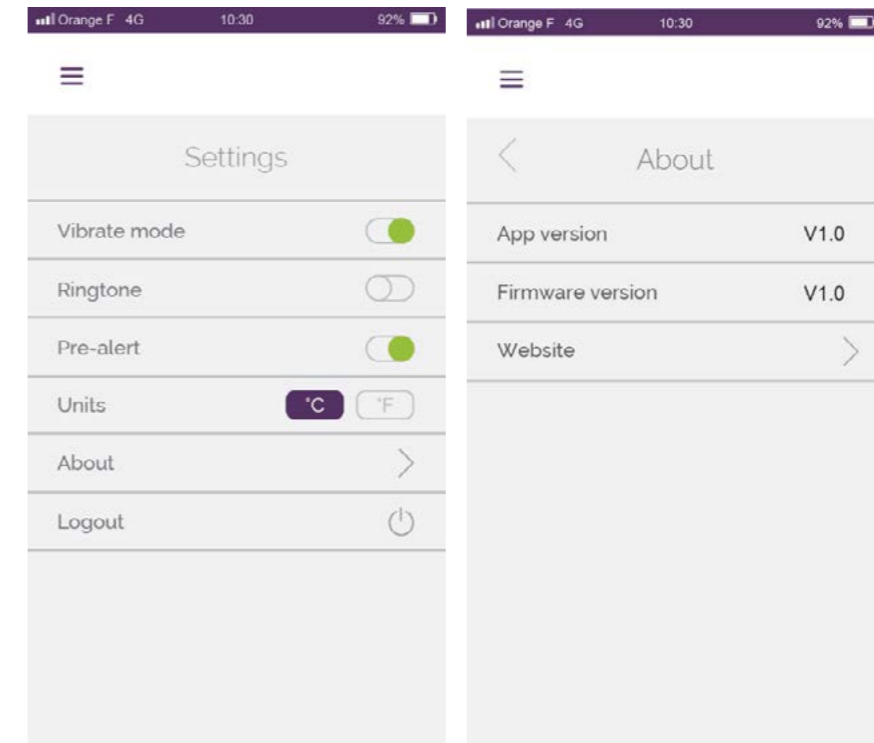 Orange F 4G 10:30 92%
Settings
Vibrate mode
Ringtone
Pre-alert
Units °C °F
About
Logout
Orange F 4G 10:30 92%
About
App version V1.0
Firmware version V1.0
Website